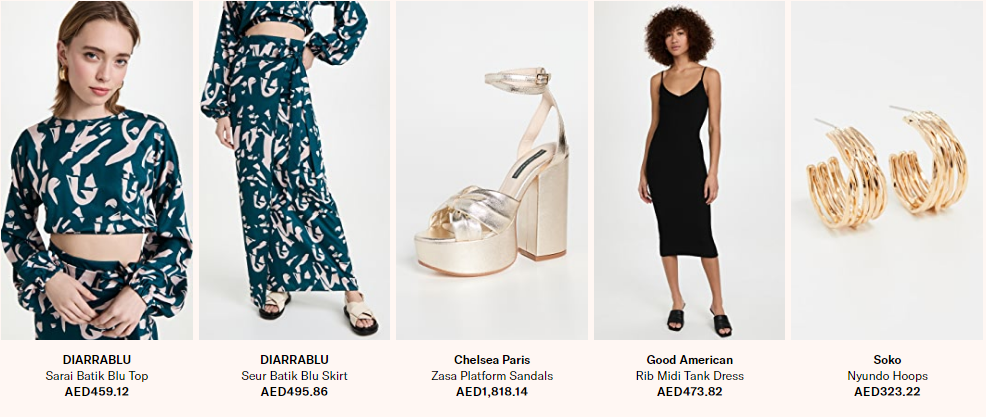 DIARRABLU
Sarai Batik Blu Top
AED459.12
DIARRABLU
Seur Batik Blu Skirt
AED495.86
Chelsea Paris
Zasa Platform Sandals
AED1,818.14
Good American
Rib Midi Tank Dress
AED473.82
Soko
Nyundo Hoops
AED323.22